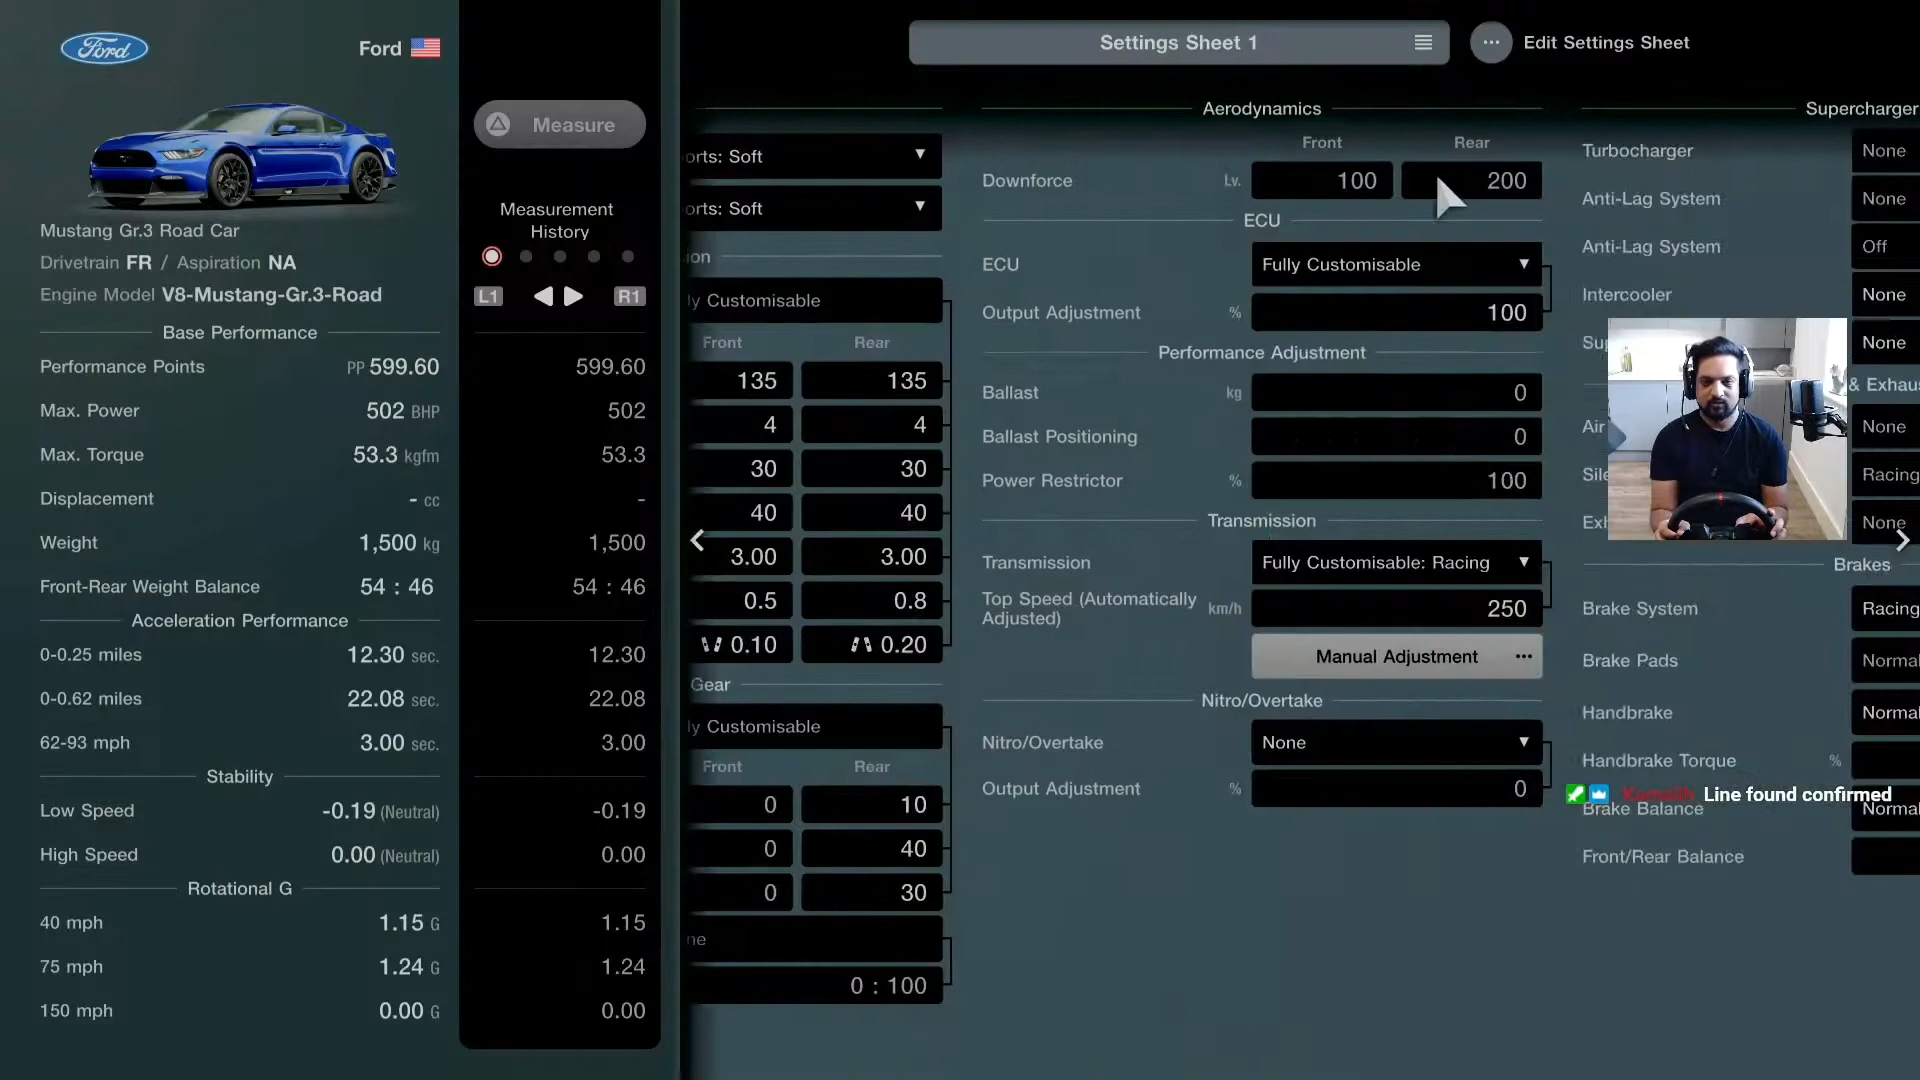 Ford
Ford
Mustang Gr.3 Road Car
Drivetrain FR / Aspiration NA
Engine Model V8-Mustang-Gr.3-Road
Base Performance
Performance Points PP 599.60
Max. Power 502 BHP
Max. Torque 53.3 kgfm
Displacement - cc
Weight 1,500 kg
Front-Rear Weight Balance 54 : 46
Acceleration Performance
0-0.25 miles 12.30 sec.
0-0.62 miles 22.08 sec.
62-93 mph 3.00 sec.
Stability
Low Speed -0.19 (Neutral)
High Speed 0.00 (Neutral)
Rotational G
40 mph 1.15 G
75 mph 1.24 G
150 mph 0.00 G
Measure
Measurement
History
L1 R1
599.60
502
53.3
-
1,500
54 : 46
12.30
22.08
3.00
-0.19
0.00
1.15
1.24
0.00
Settings Sheet 1
Edit Settings Sheet
orts: Soft
orts: Soft
ion
ly Customisable
Front Rear
135 135
4 4
30 30
40 40
3.00 3.00
0.5 0.8
0.10 0.20
Gear
ly Customisable
Front Rear
0 10
0 40
0 30
ne
0 : 100
Aerodynamics
Front Rear
Downforce Lv. 100 200
ECU
ECU Fully Customisable
Output Adjustment % 100
Performance Adjustment
Ballast kg 0
Ballast Positioning 0
Power Restrictor % 100
Transmission
Transmission Fully Customisable: Racing
Top Speed (Automatically
Adjusted) km/h 250
Manual Adjustment
Nitro/Overtake
Nitro/Overtake None
Output Adjustment % 0
Supercharger
Turbocharger None
Anti-Lag System None
Anti-Lag System Off
Intercooler None
Sup None
& Exhaus
Air None
Sile Racing
Exh None
Brakes
Brake System Racing
Brake Pads Normal
Handbrake Normal
Handbrake Torque %
Line found confirmed
Brake Balance Normal
Front/Rear Balance